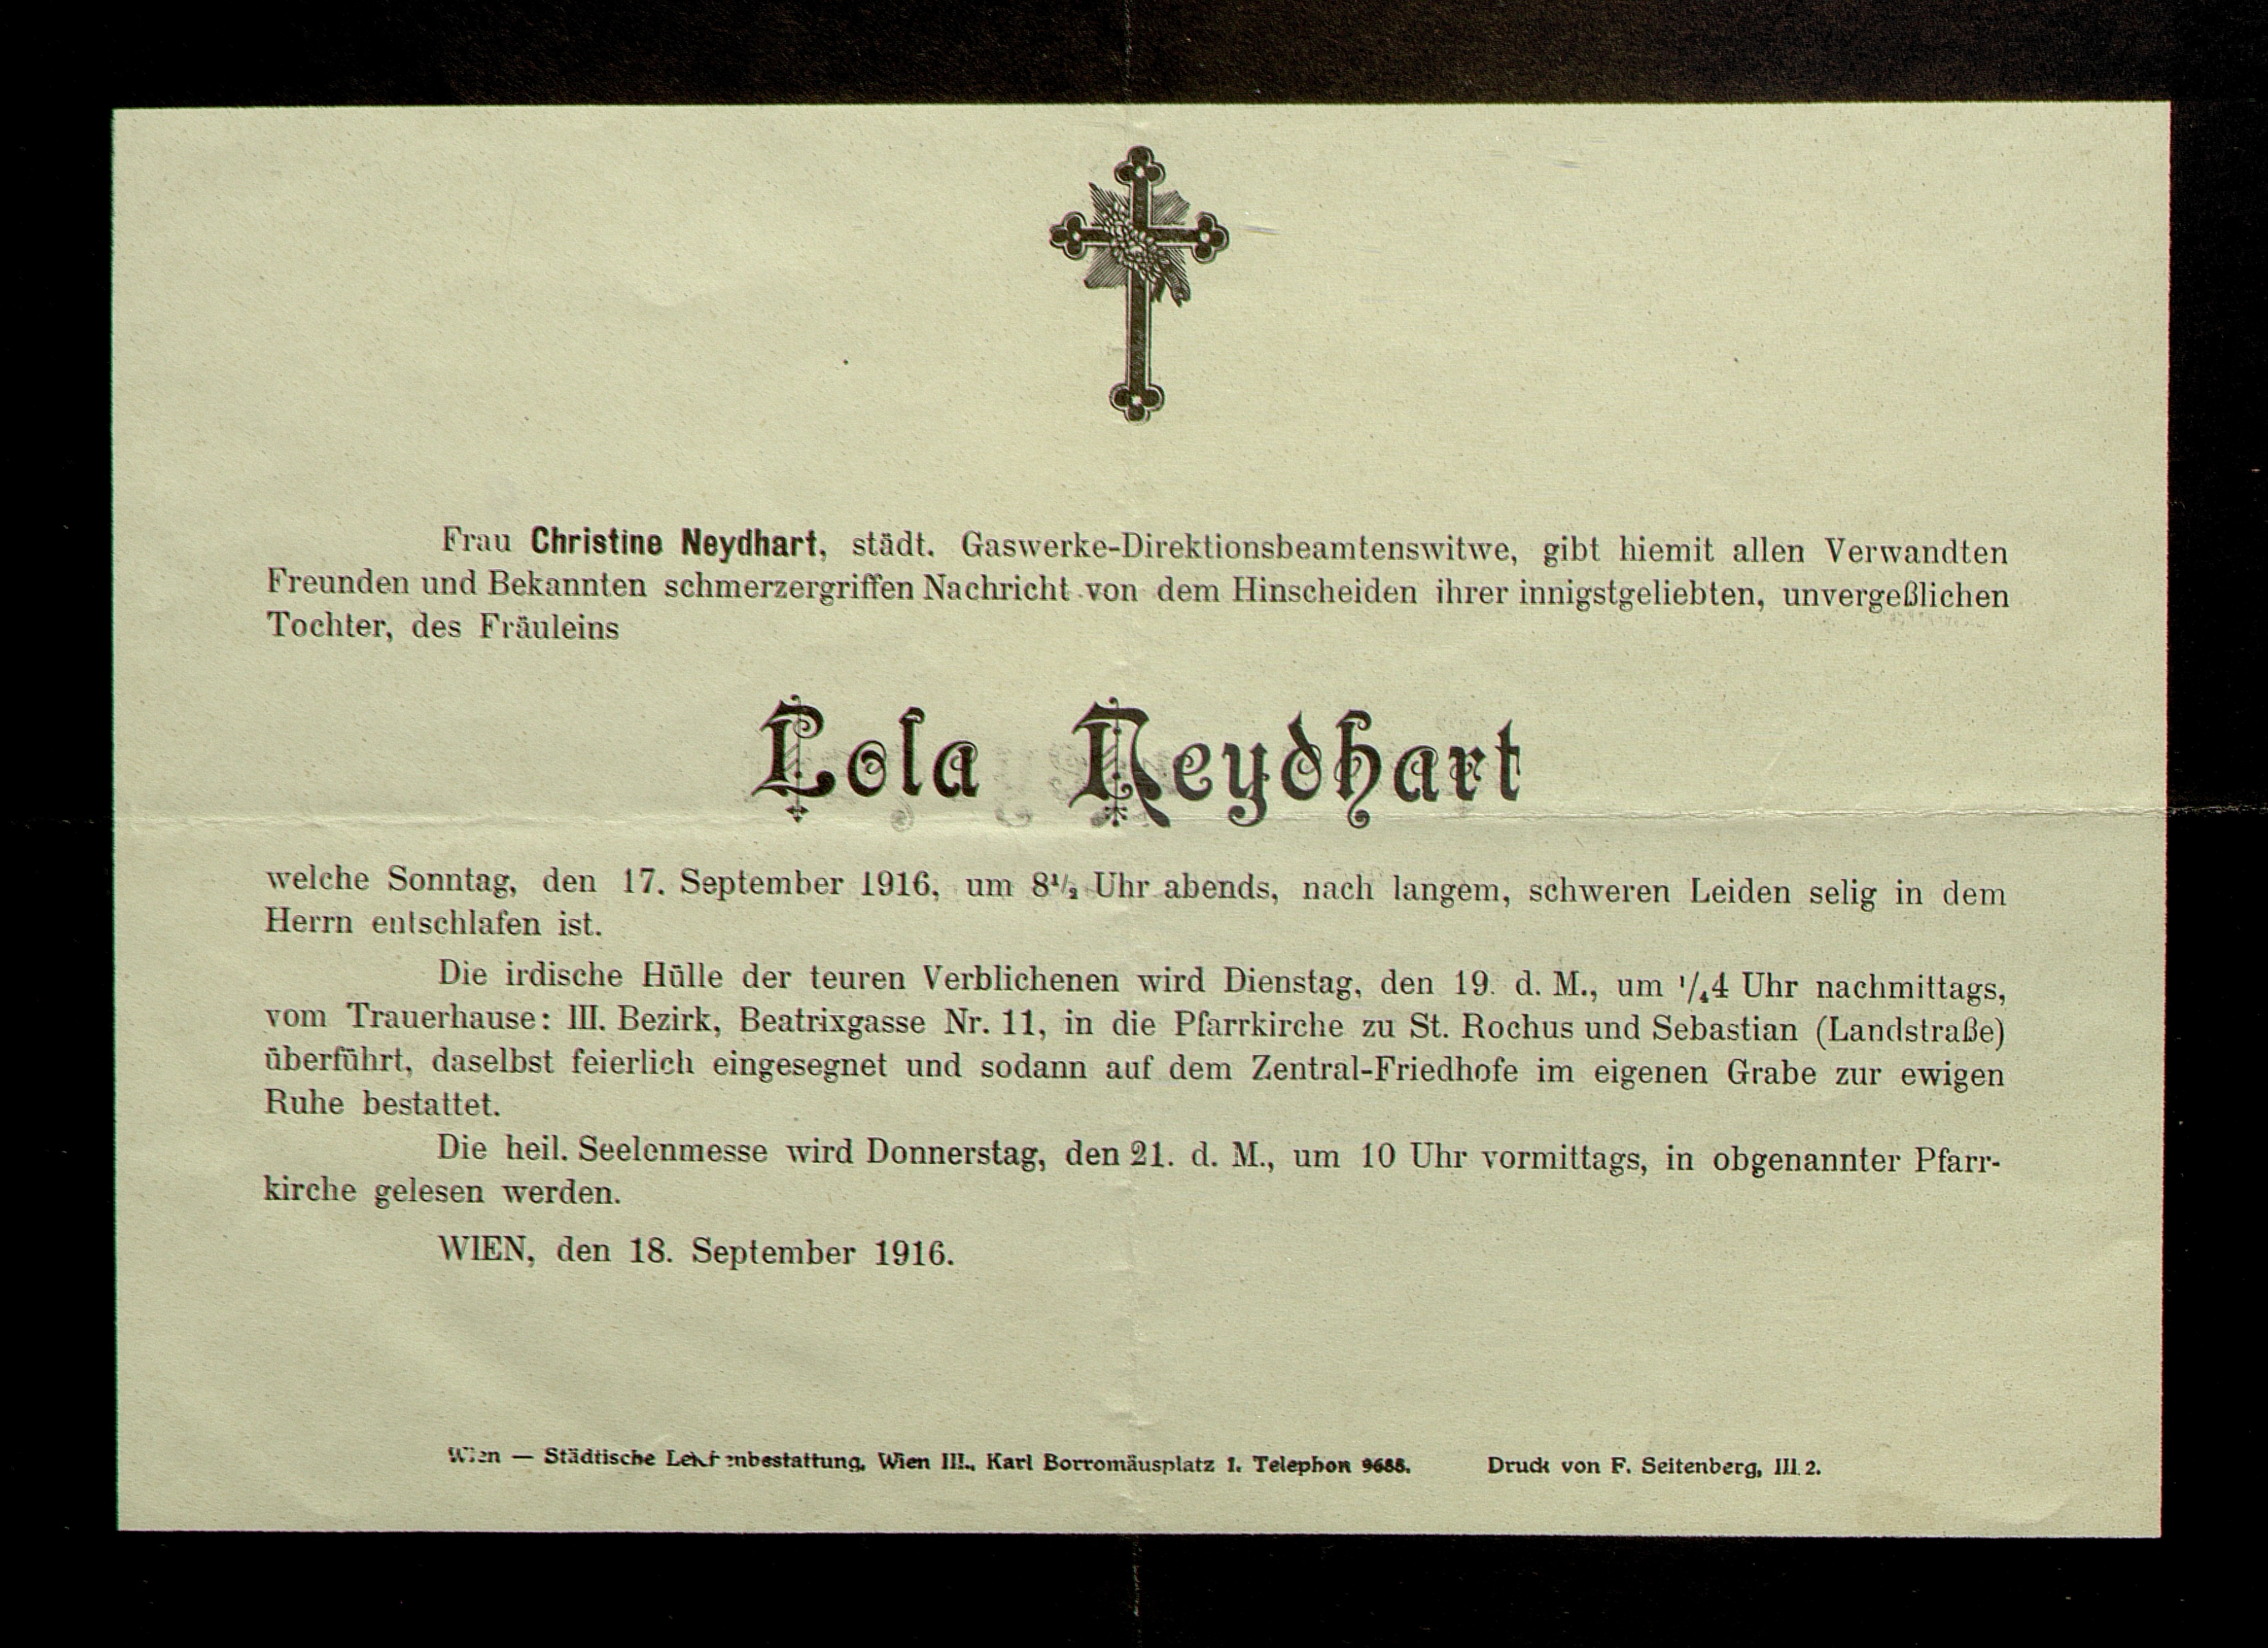 Frau Christine Neydhart, städt. Gaswerke-Direktionsbeamtenswitwe, gibt hiemit allen Verwandten
Freunden und Bekannten schmerzergriffen Nachricht von dem Hinscheiden ihrer innigstgeliebten, unvergeßlichen
Tochter, des Fräuleins
Lola Neydhart
welche Sonntag, den 17. September 1916, um 8½ Uhr abends, nach langem, schweren Leiden selig in dem
Herrn entschlafen ist.
Die irdische Hülle der teuren Verblichenen wird Dienstag, den 19. d. M., um ¼4 Uhr nachmittags,
vom Trauerhause: III. Bezirk, Beatrixgasse Nr. 11, in die Pfarrkirche zu St. Rochus und Sebastian (Landstraße)
überführt, daselbst feierlich eingesegnet und sodann auf dem Zentral-Friedhofe im eigenen Grabe zur ewigen
Ruhe bestattet.
Die heil. Seelenmesse wird Donnerstag, den 21. d. M., um 10 Uhr vormittags, in obgenannter Pfarr-
kirche gelesen werden.
WIEN, den 18. September 1916.
Wien — Städtische Leichenbestattung, Wien III., Karl Borromäusplatz 1. Telephon Druck von F. Seitenberg, III 2.